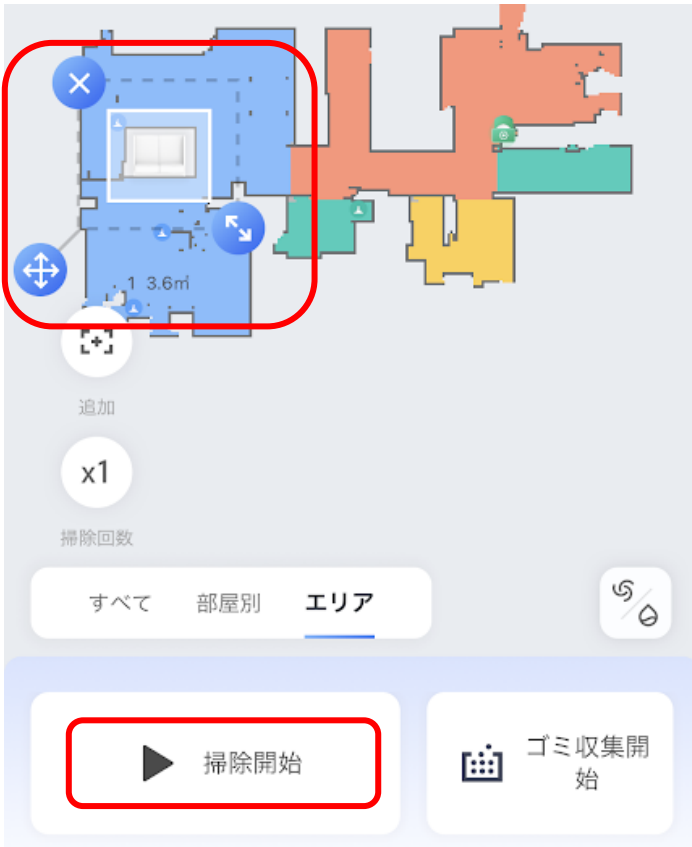 1 3.6㎡
追加
x1
掃除回数
すべて 部屋別 エリア
掃除開始
ゴミ収集開
始